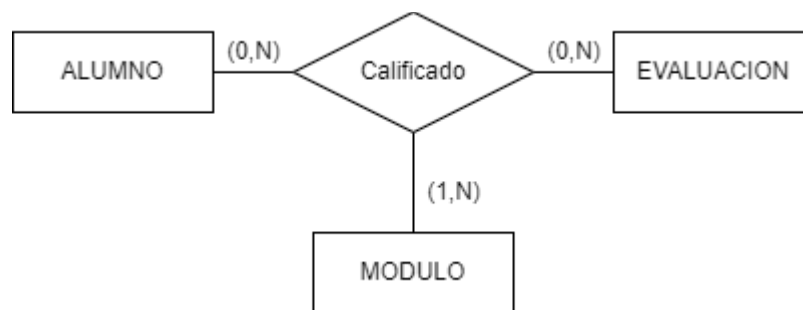 (0,N)
(0,N)
ALUMNO
Calificado
EVALUACION
(1,N)
MODULO